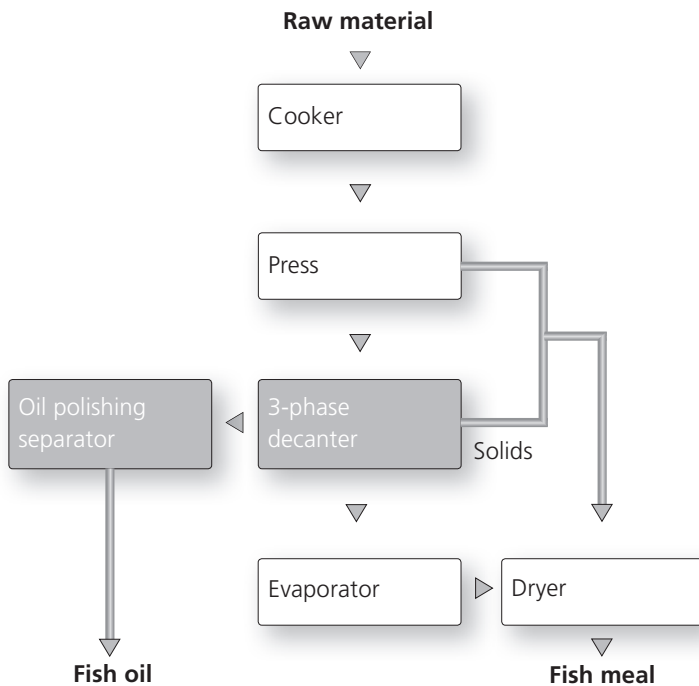 Raw material
Cooker
Press
Oil polishing
separator
3-phase
decanter
Solids
Evaporator
Dryer
Fish oil
Fish meal